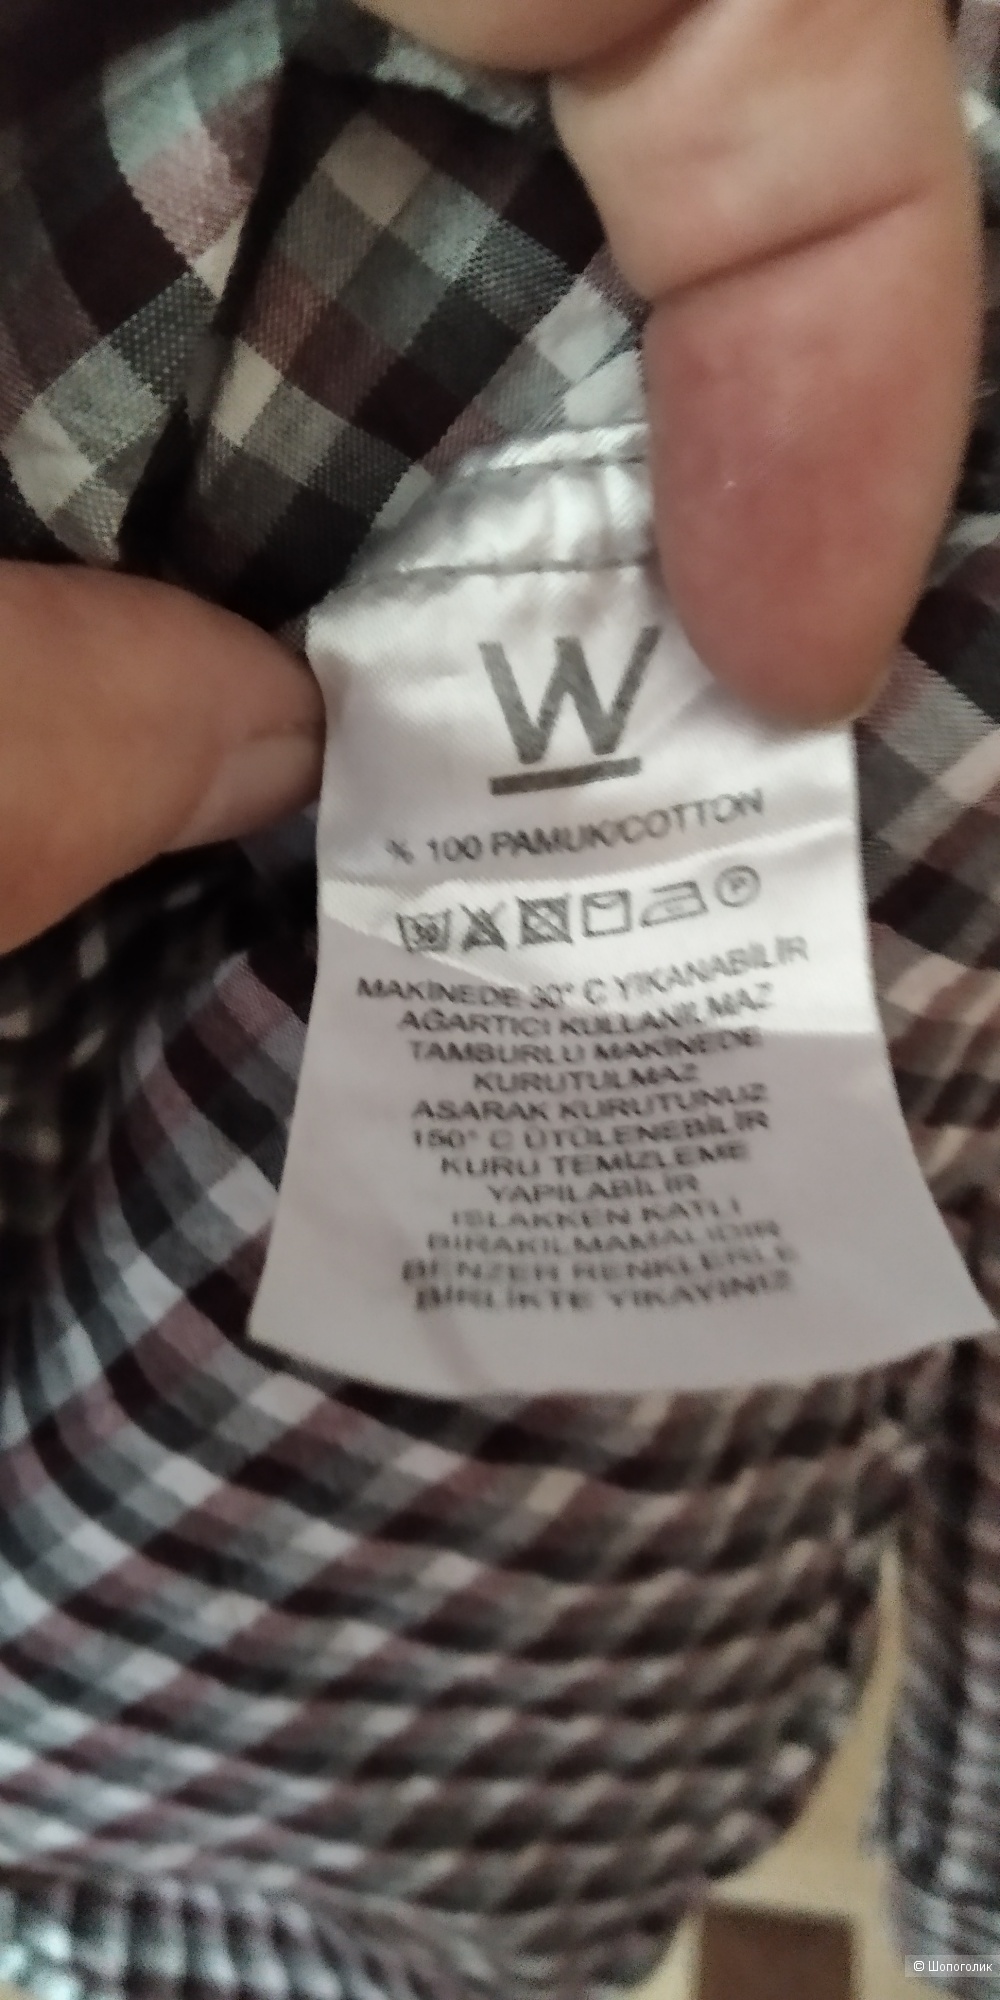 W
% 100 PAMUK/COTTON
30
P
MAKİNEDE 30° C YIKANABİLİR
AĞARTICI KULLANILMAZ
TAMBURLU MAKİNEDE
KURUTULMAZ
ASARAK KURUTUNUZ
150° C ÜTÜLENEBİLİR
KURU TEMİZLEME
YAPILABİLİR
ISLAKKEN KATLI
BIRAKILMAMALIDIR
BENZER RENKLERLE
BİRLİKTE YIKAYINIZ
© Шопоголик